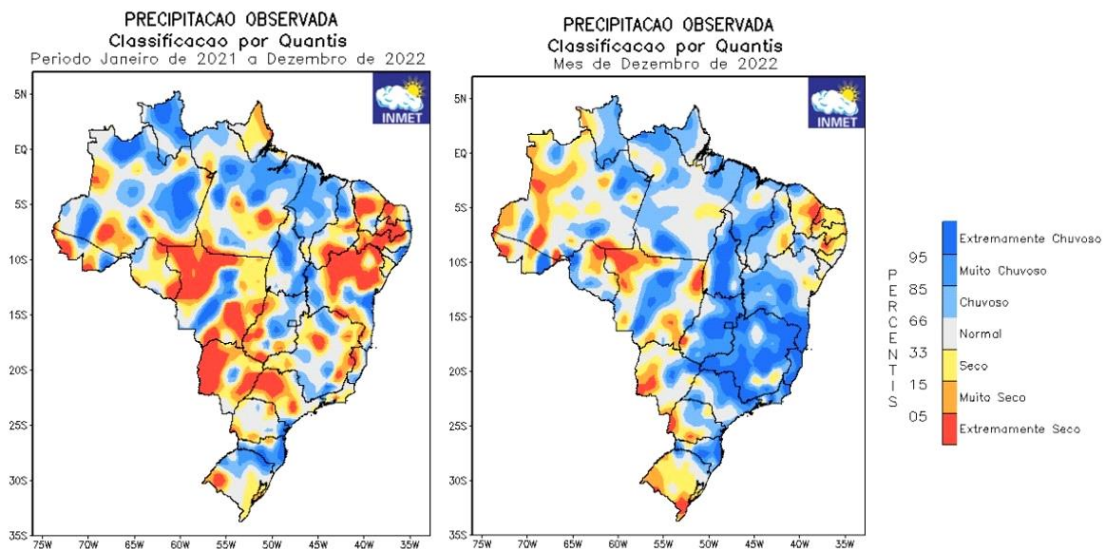 PRECIPITACAO OBSERVADA
Classificacao por Quantis
Periodo Janeiro de 2021 a Dezembro de 2022
INMET
5N
EQ
5S
10S
15S
20S
25S
30S
35S
75W
70W
65W
60W
55W
50W
45W
40W
35W
PRECIPITACAO OBSERVADA
Classificacao por Quantis
Mes de Dezembro de 2022
INMET
5N
EQ
5S
10S
15S
20S
25S
30S
35S
75W
70W
65W
60W
55W
50W
45W
40W
35W
PERCENTIS
Extremamente Chuvoso
95
Muito Chuvoso
85
Chuvoso
66
Normal
33
Seco
15
Muito Seco
05
Extremamente Seco